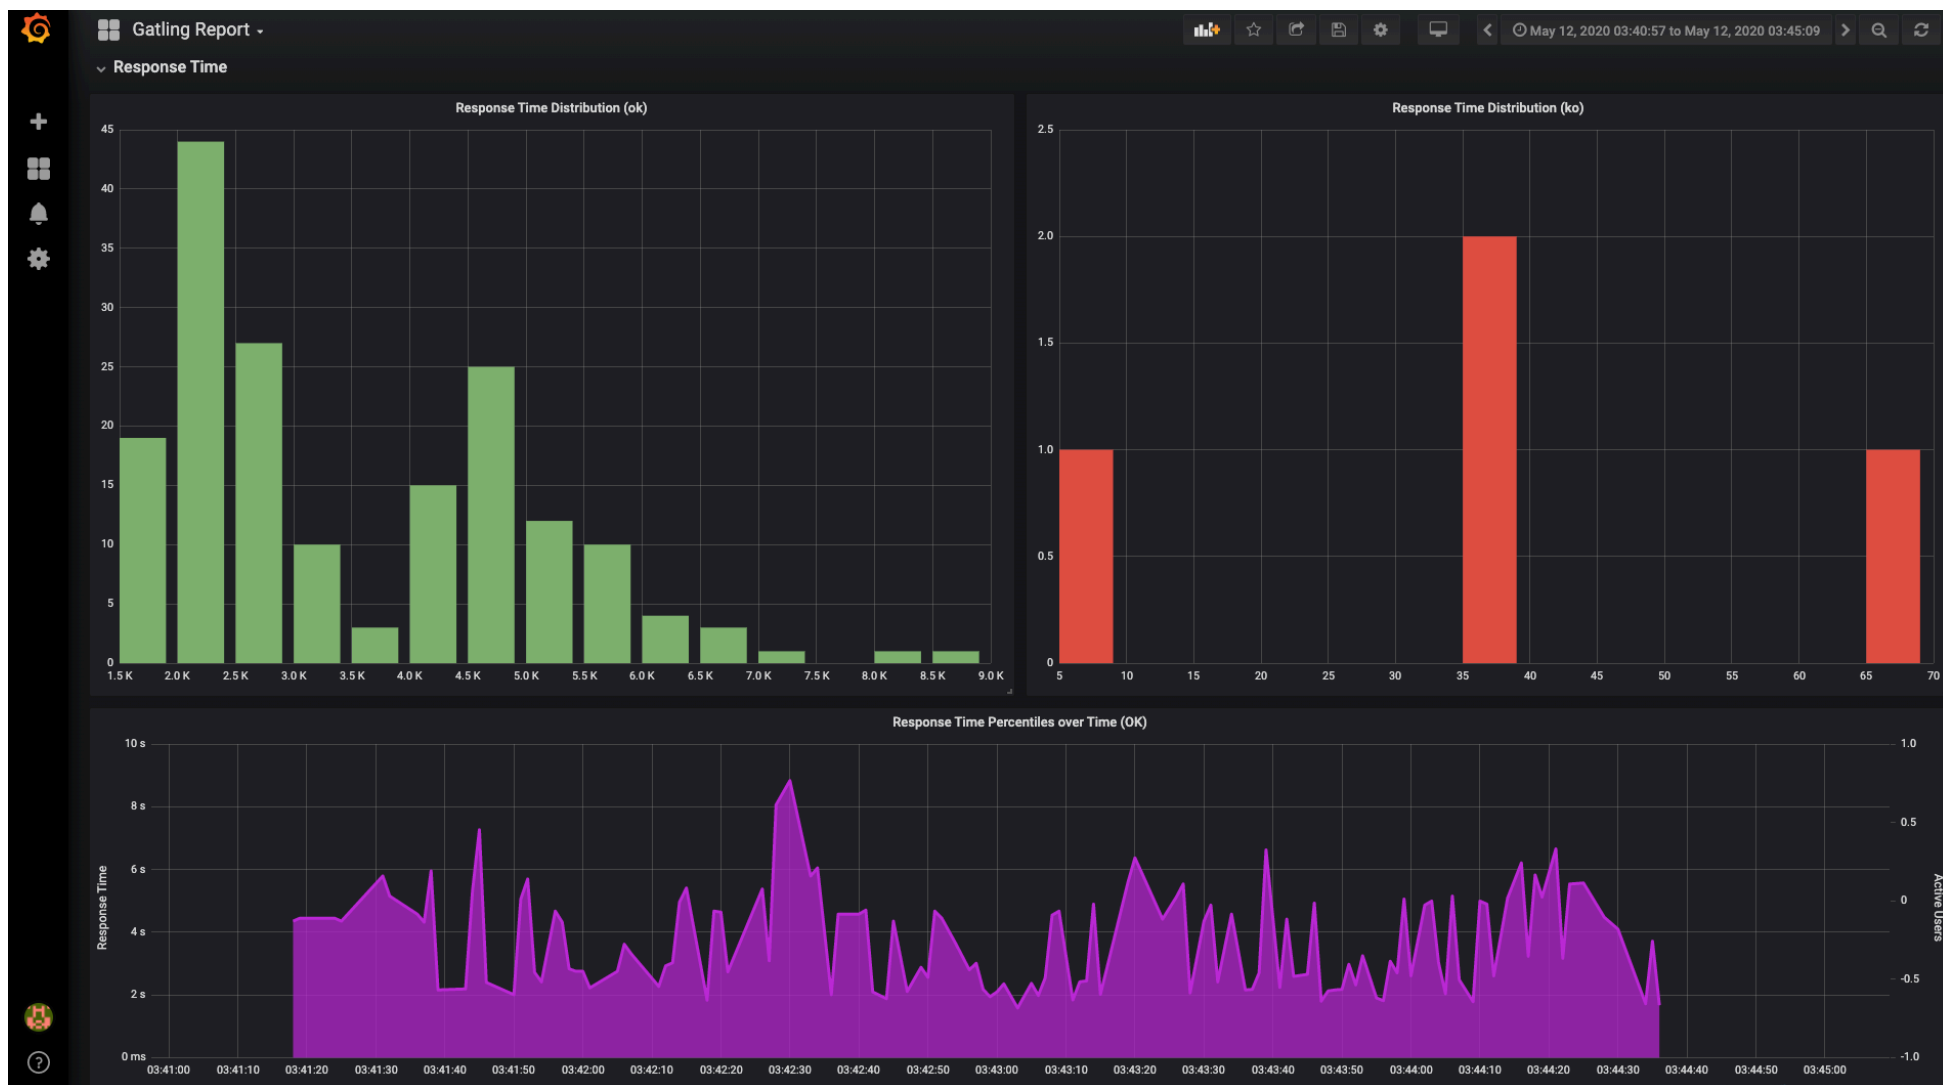 Gatling Report
May 12, 2020 03:40:57 to May 12, 2020 03:45:09
Response Time
Response Time Distribution (ok)
45
40
35
30
25
20
15
10
5
0
1.5 K 2.0 K 2.5 K 3.0 K 3.5 K 4.0 K 4.5 K 5.0 K 5.5 K 6.0 K 6.5 K 7.0 K 7.5 K 8.0 K 8.5 K 9.0 K
Response Time Distribution (ko)
2.5
2.0
1.5
1.0
0.5
0
5 10 15 20 25 30 35 40 45 50 55 60 65 70
Response Time Percentiles over Time (OK)
10 s
8 s
6 s
4 s
2 s
0 ms
Response Time
1.0
0.5
0
-0.5
-1.0
Active Users
03:41:00 03:41:10 03:41:20 03:41:30 03:41:40 03:41:50 03:42:00 03:42:10 03:42:20 03:42:30 03:42:40 03:42:50 03:43:00 03:43:10 03:43:20 03:43:30 03:43:40 03:43:50 03:44:00 03:44:10 03:44:20 03:44:30 03:44:40 03:44:50 03:45:00